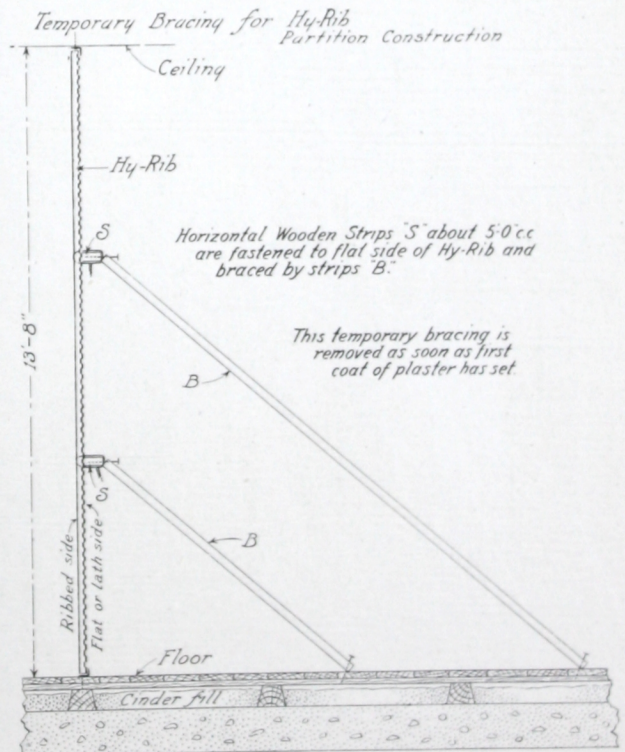 Temporary Bracing for Hy-Rib
Partition Construction
Ceiling
Hy-Rib
S
Horizontal Wooden Strips "S" about 5'-0" c.c
are fastened to flat side of Hy-Rib and
braced by strips "B."
This temporary bracing is
removed as soon as first
coat of plaster has set.
13'-8"
B
S
B
Ribbed side
Flat or lath side
Floor
Cinder fill